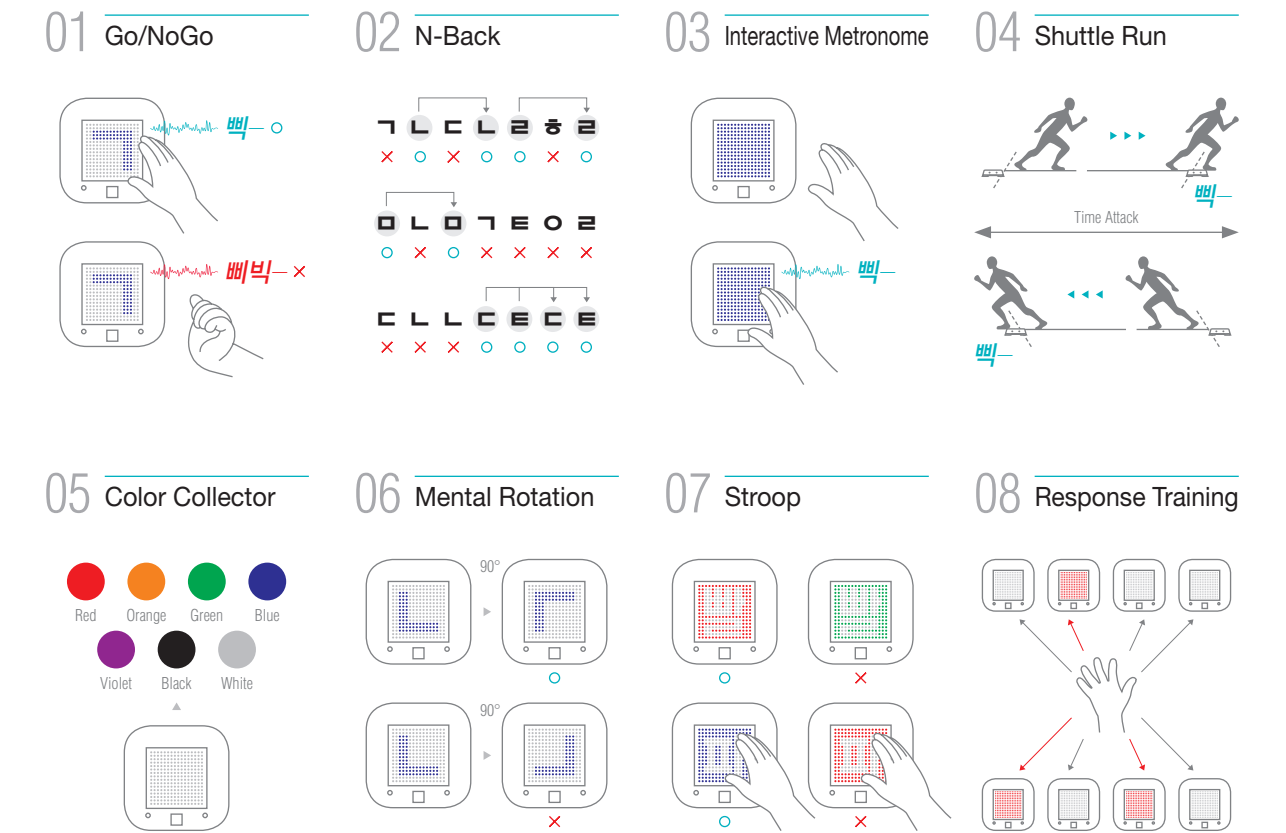 01 Go/NoGo
삑
삐빅
02 N-Back
ㄱ ㄴ ㄷ ㄴ ㄹ ㅎ ㄹ
ㅁ ㄴ ㅁ ㄱ ㅌ ㅇ ㄹ
ㄷ ㄴ ㄴ ㄷ ㅌ ㄷ ㅌ
03 Interactive Metronome
삑
04 Shuttle Run
삑
Time Attack
삑
05 Color Collector
Red Orange Green Blue
Violet Black White
06 Mental Rotation
90°
90°
07 Stroop
08 Response Training